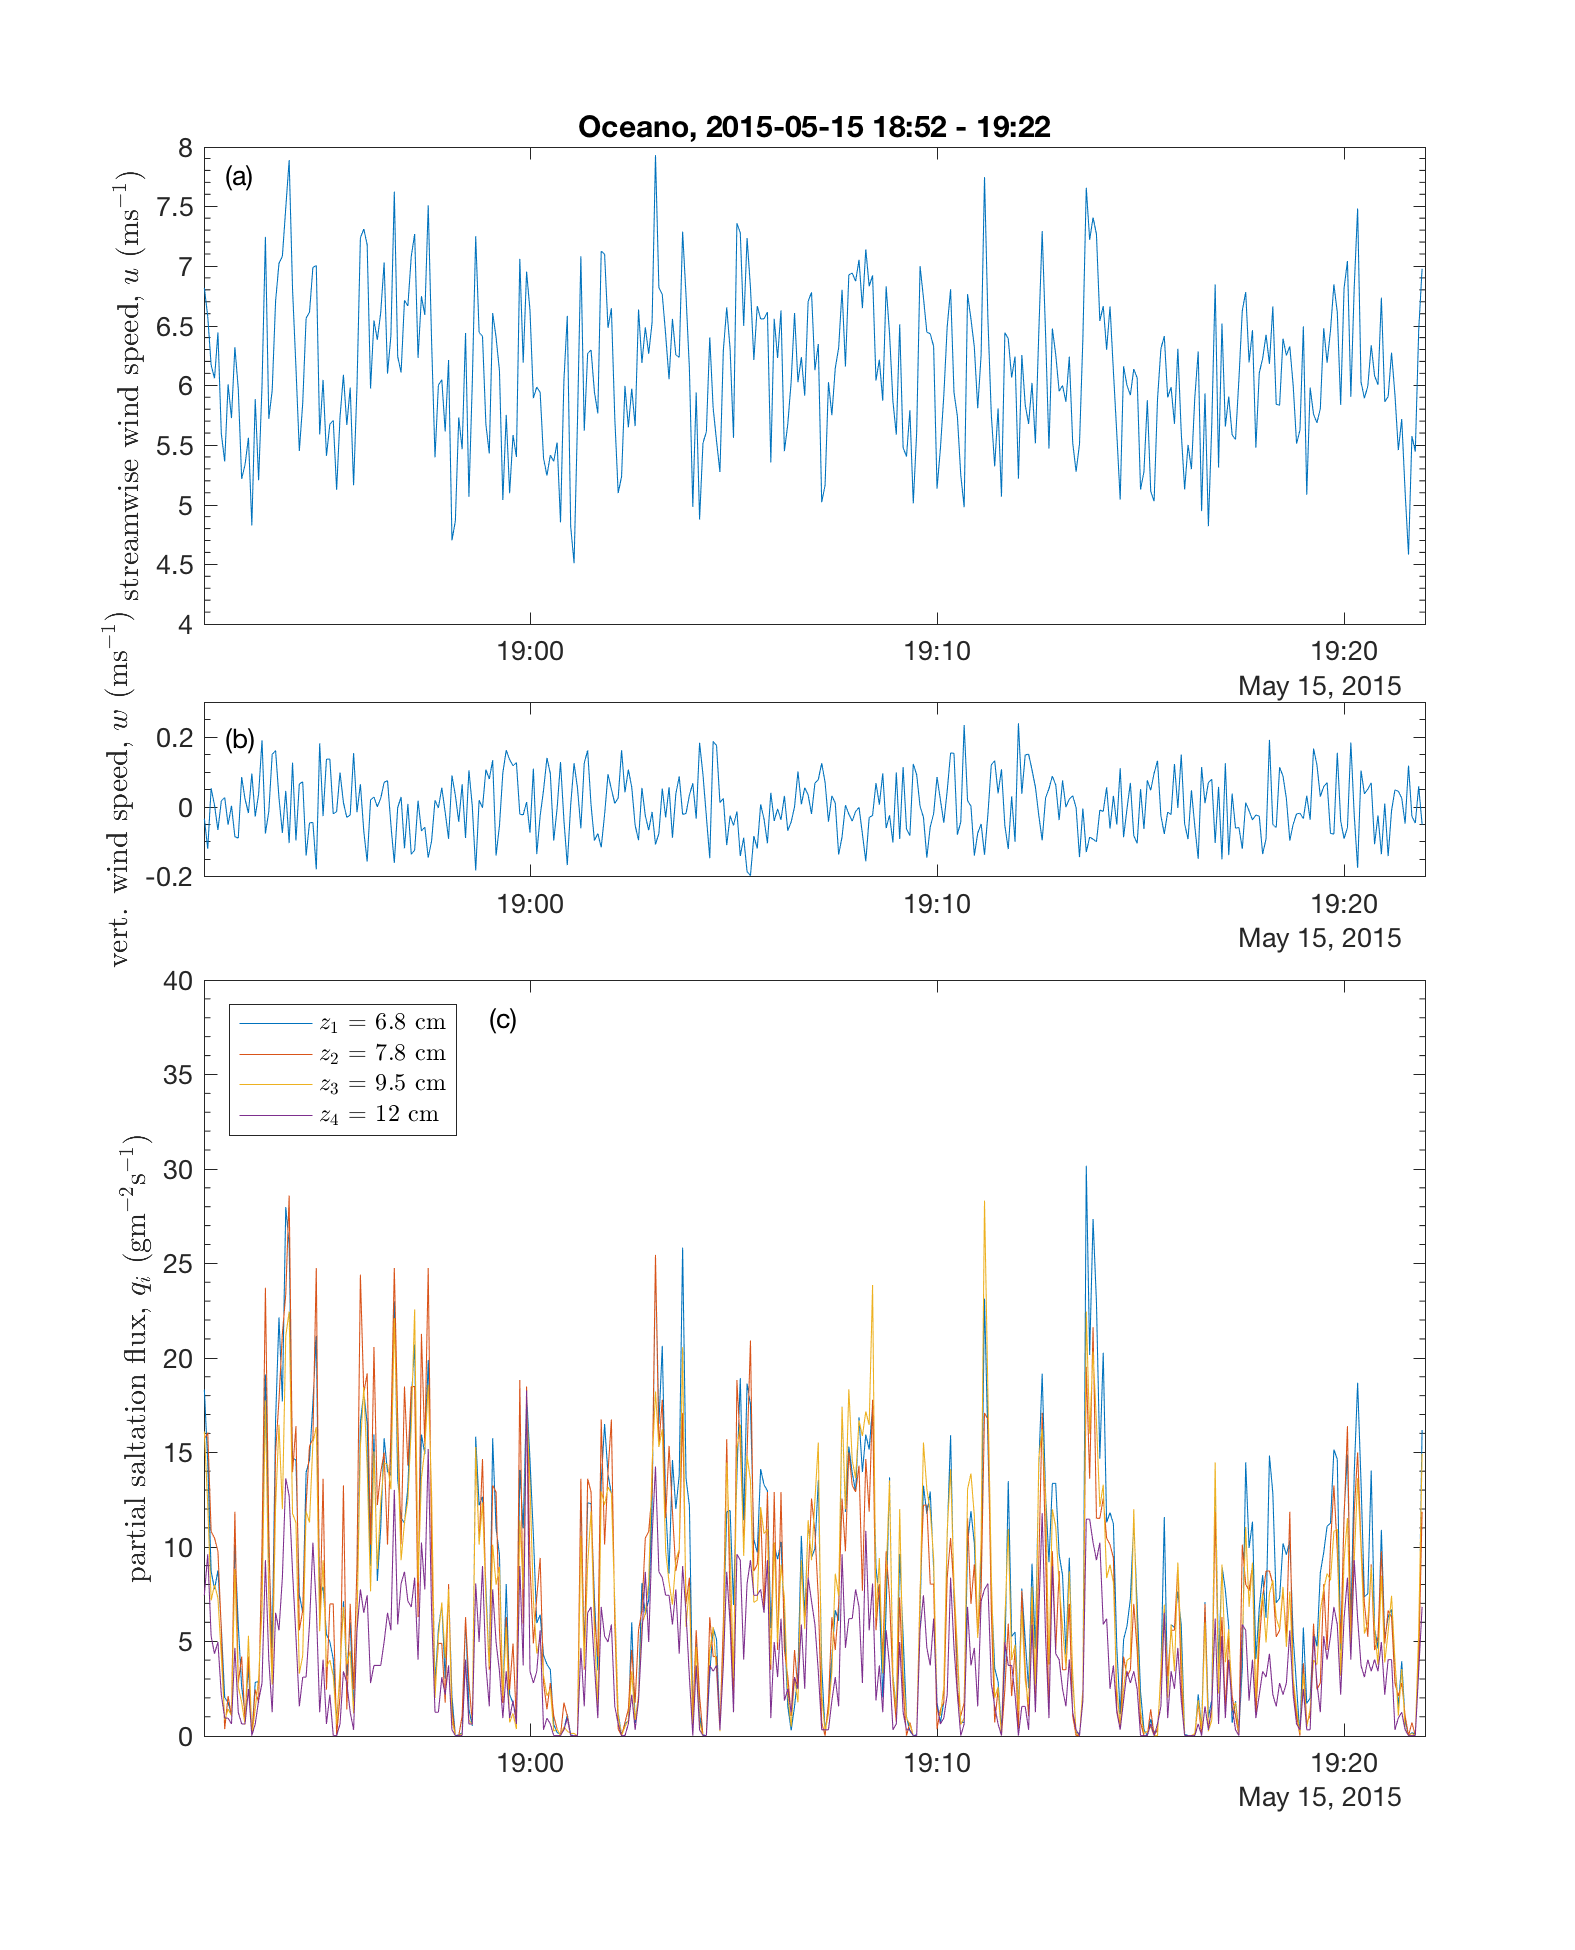 Oceano, 2015-05-15 18:52 - 19:22
(a)
streamwise wind speed, u (ms⁻¹)
8
7.5
7
6.5
6
5.5
5
4.5
4
19:00 19:10 19:20
May 15, 2015
(b)
vert. wind speed, w (ms⁻¹)
0.2
0
-0.2
19:00 19:10 19:20
May 15, 2015
(c)
partial saltation flux, qᵢ (gm⁻²s⁻¹)
40
35
30
25
20
15
10
5
0
z₁ = 6.8 cm
z₂ = 7.8 cm
z₃ = 9.5 cm
z₄ = 12 cm
19:00 19:10 19:20
May 15, 2015